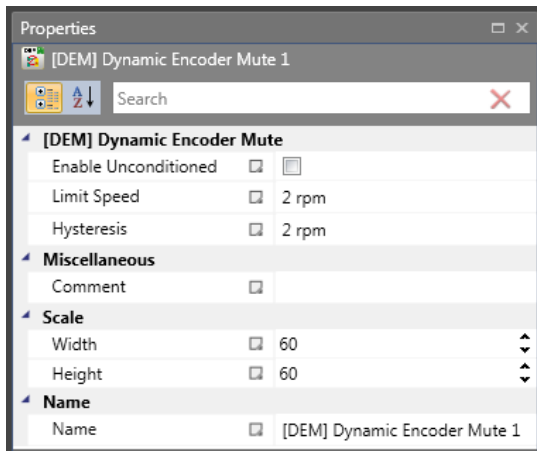 Properties
[DEM] Dynamic Encoder Mute 1
Search
[DEM] Dynamic Encoder Mute
Enable Unconditioned
Limit Speed 2 rpm
Hysteresis 2 rpm
Miscellaneous
Comment
Scale
Width 60
Height 60
Name
Name [DEM] Dynamic Encoder Mute 1